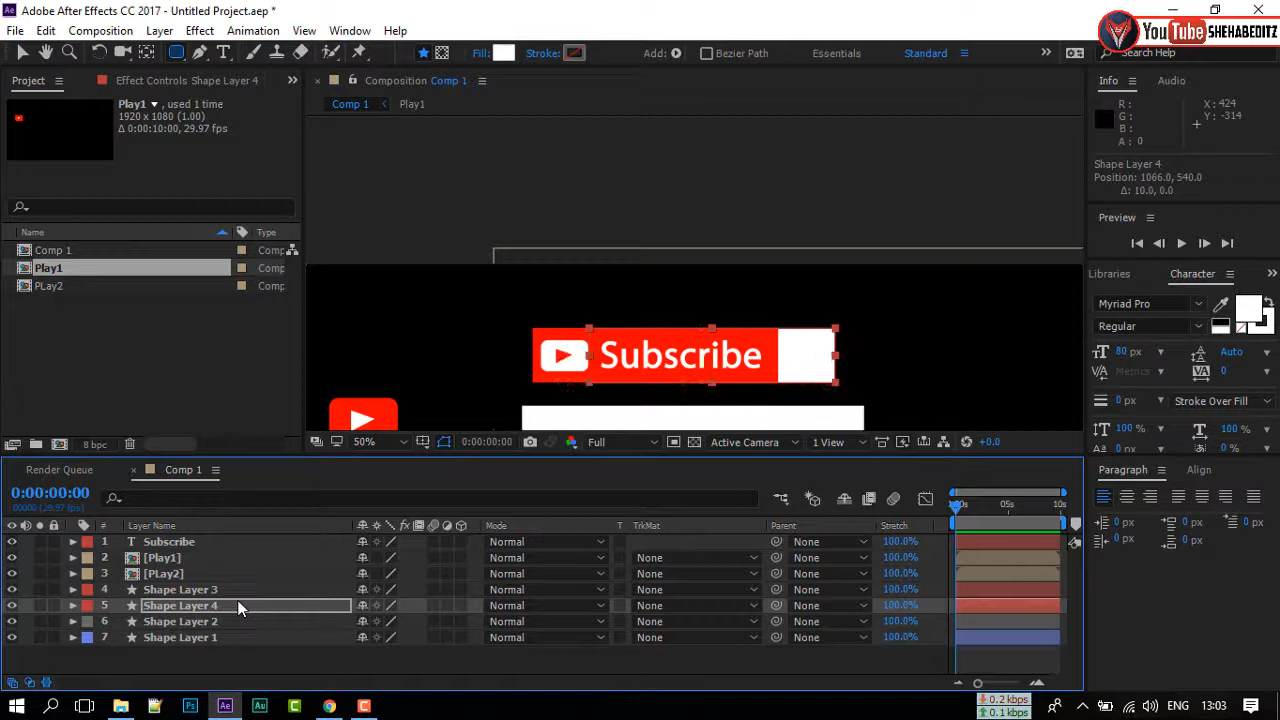 Adobe After Effects CC 2017 - Untitled Project.aep *
File Edit Composition Layer Effect Animation View Window Help
YouTube SHEHABEDITZ
Fill: Stroke: Add: Bezier Path Essentials Standard Search Help
Project Effect Controls Shape Layer 4
Composition Comp 1
Info Audio
Play1 , used 1 time
1920 x 1080 (1.00)
Δ 0:00:10:00, 29.97 fps
Comp 1 Play1
R : X : 424
G : Y : -314
B :
A : 0
Shape Layer 4
Position: 1066.0, 540.0
Δ: 10.0, 0.0
Preview
Name Type
Comp 1 Comp
Play1 Comp
PLay2 Comp
Libraries Character
Myriad Pro
Regular
80 px Auto
Metrics 0
0 px Stroke Over Fill
100 % 100 %
0 px 0 %
Subscribe
8 bpc
50% 0:00:00:00 Full Active Camera 1 View +0.0
Render Queue Comp 1
Paragraph Align
0:00:00:00
00000 (29.97 fps)
:00s 05s 10s
# Layer Name Mode T TrkMat Parent Stretch
1 T Subscribe Normal None 100.0%
2 [Play1] Normal None None 100.0%
3 [PLay2] Normal None None 100.0%
4 Shape Layer 3 Normal None None 100.0%
5 Shape Layer 4 Normal None None 100.0%
6 Shape Layer 2 Normal None None 100.0%
7 Shape Layer 1 Normal None None 100.0%
0 px 0 px 0 px
0 px 0 px
Ps Ae Au C C
0.2 kbps
0.1 kbps
ENG 13:03